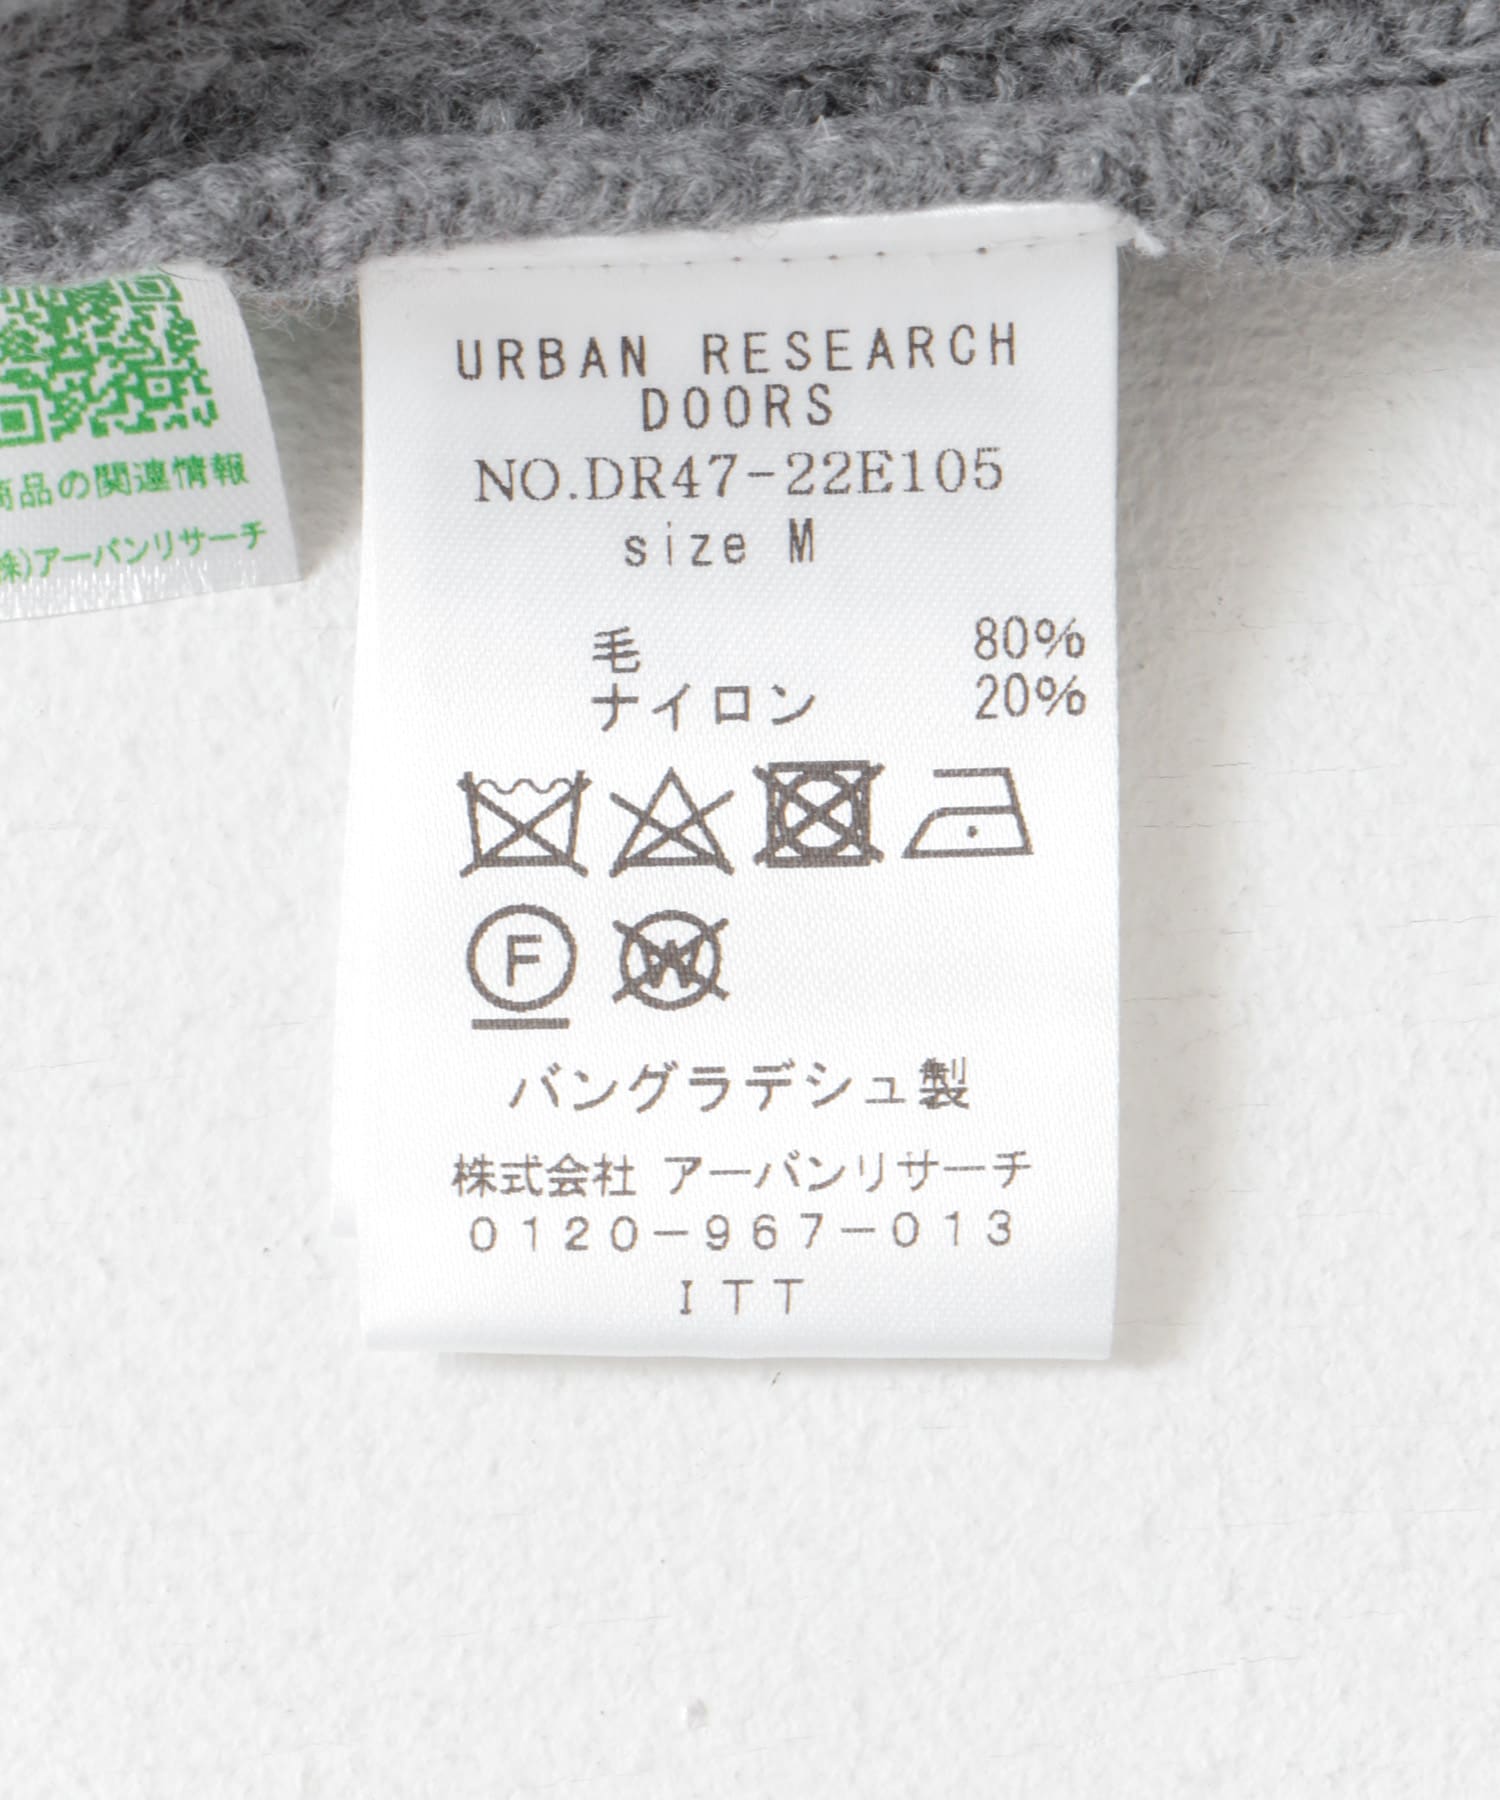 URBAN RESEARCH
DOORS
NO.DR47-22E105
size M
毛 80%
ナイロン 20%
F
W
バングラデシュ製
株式会社 アーバンリサーチ
0120-967-013
ITT
商品の関連情報
株)アーバンリサーチ